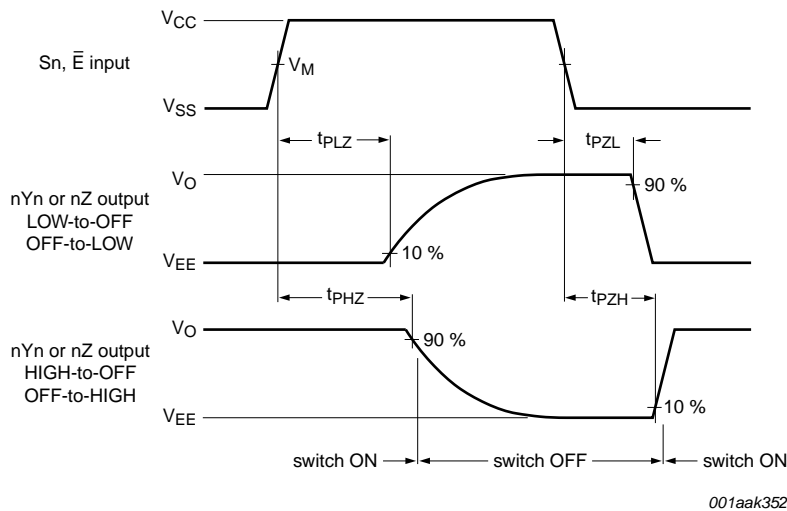 VCC
Sn, E̅ input
VM
VSS
tPLZ
tPZL
VO
nYn or nZ output
LOW-to-OFF
OFF-to-LOW
90 %
10 %
VEE
tPHZ
tPZH
VO
nYn or nZ output
HIGH-to-OFF
OFF-to-HIGH
90 %
10 %
VEE
switch ON
switch OFF
switch ON
001aak352